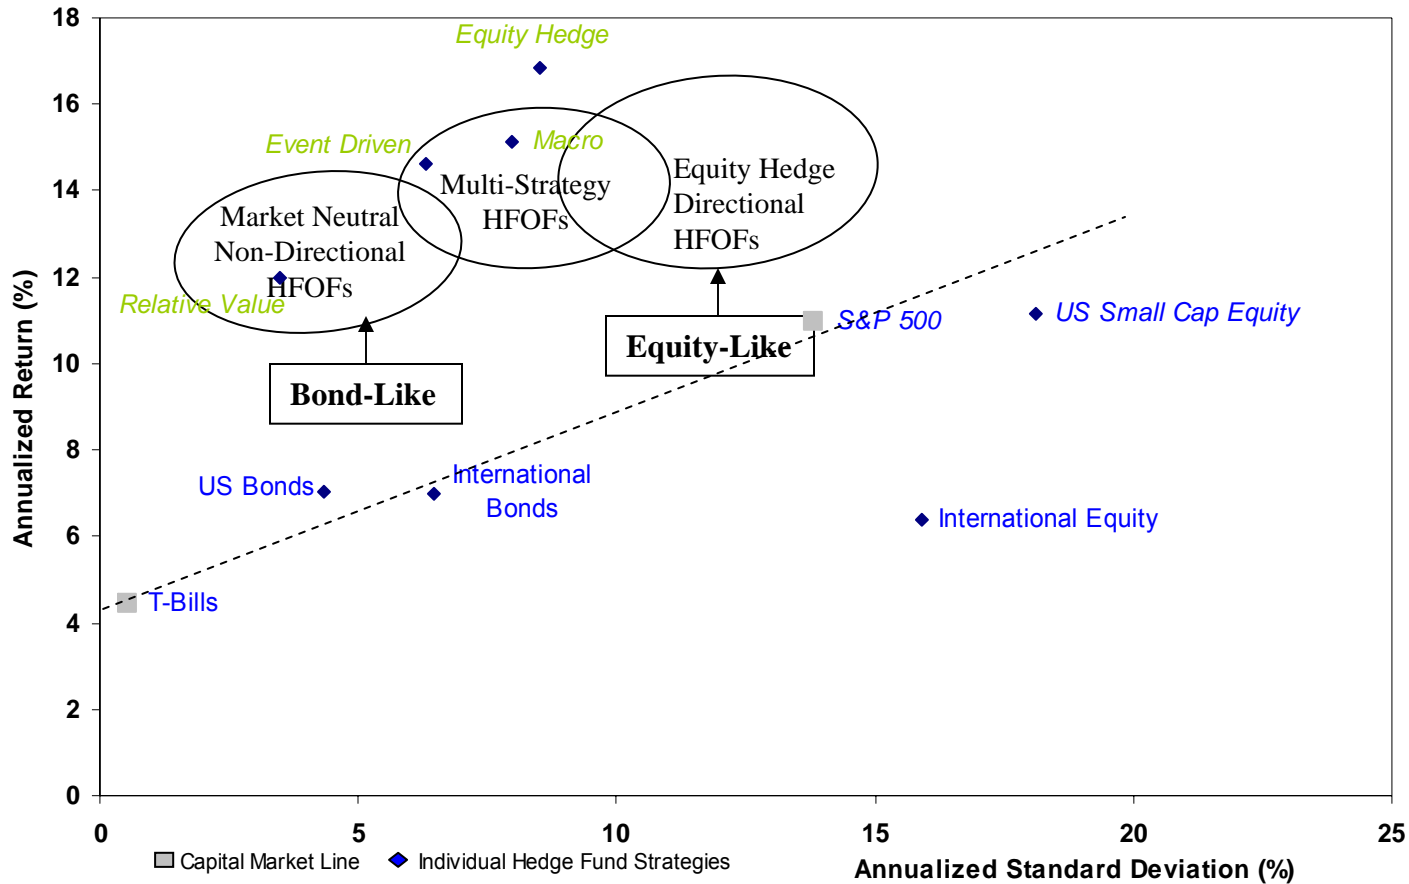 18
16
14
12
10
8
6
4
2
0
Annualized Return (%)
Equity Hedge
Event Driven
Macro
Multi-Strategy
HFOFs
Equity Hedge
Directional
HFOFs
Market Neutral
Non-Directional
HFOFs
Relative Value
Bond-Like
Equity-Like
S&P 500
US Small Cap Equity
US Bonds
International
Bonds
International Equity
T-Bills
0
5
10
15
20
25
Capital Market Line
Individual Hedge Fund Strategies
Annualized Standard Deviation (%)